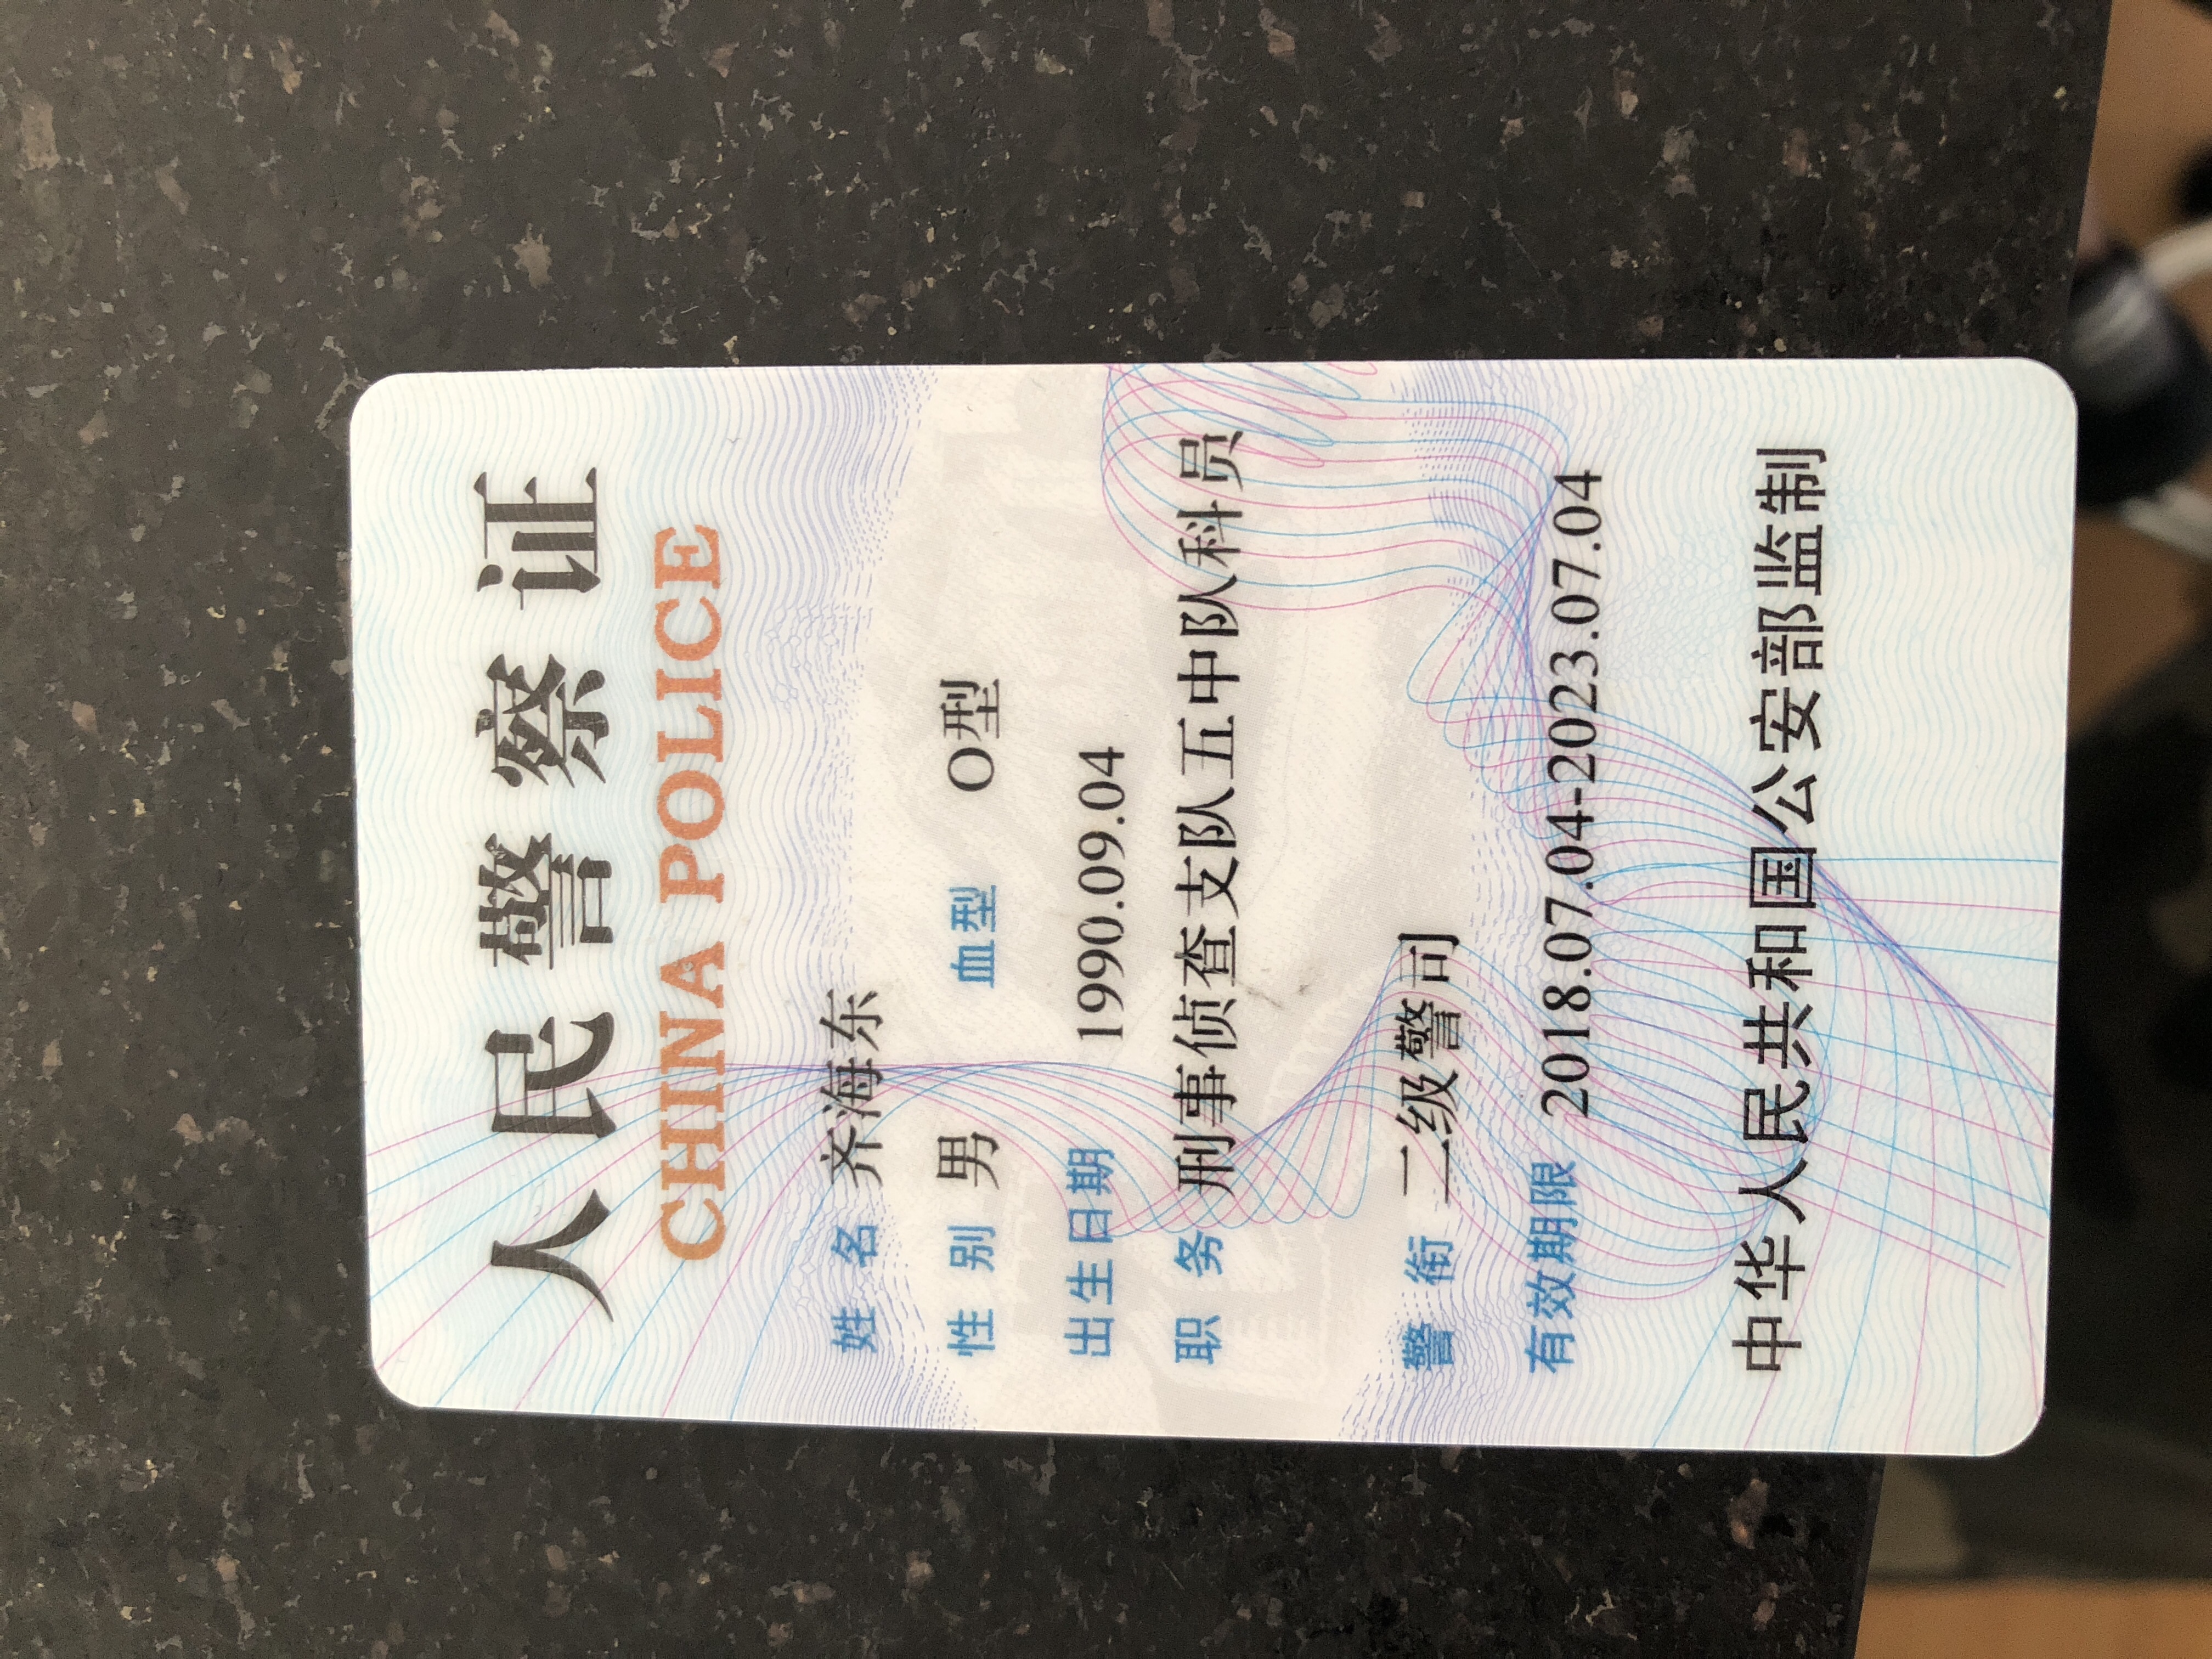 人民警察证
CHINA POLICE
姓名 齐海东
性别 男 血型 O型
出生日期 1990.09.04
职务 刑事侦查支队五中队科员
警衔 二级警司
有效期限 2018.07.04-2023.07.04
中华人民共和国公安部监制